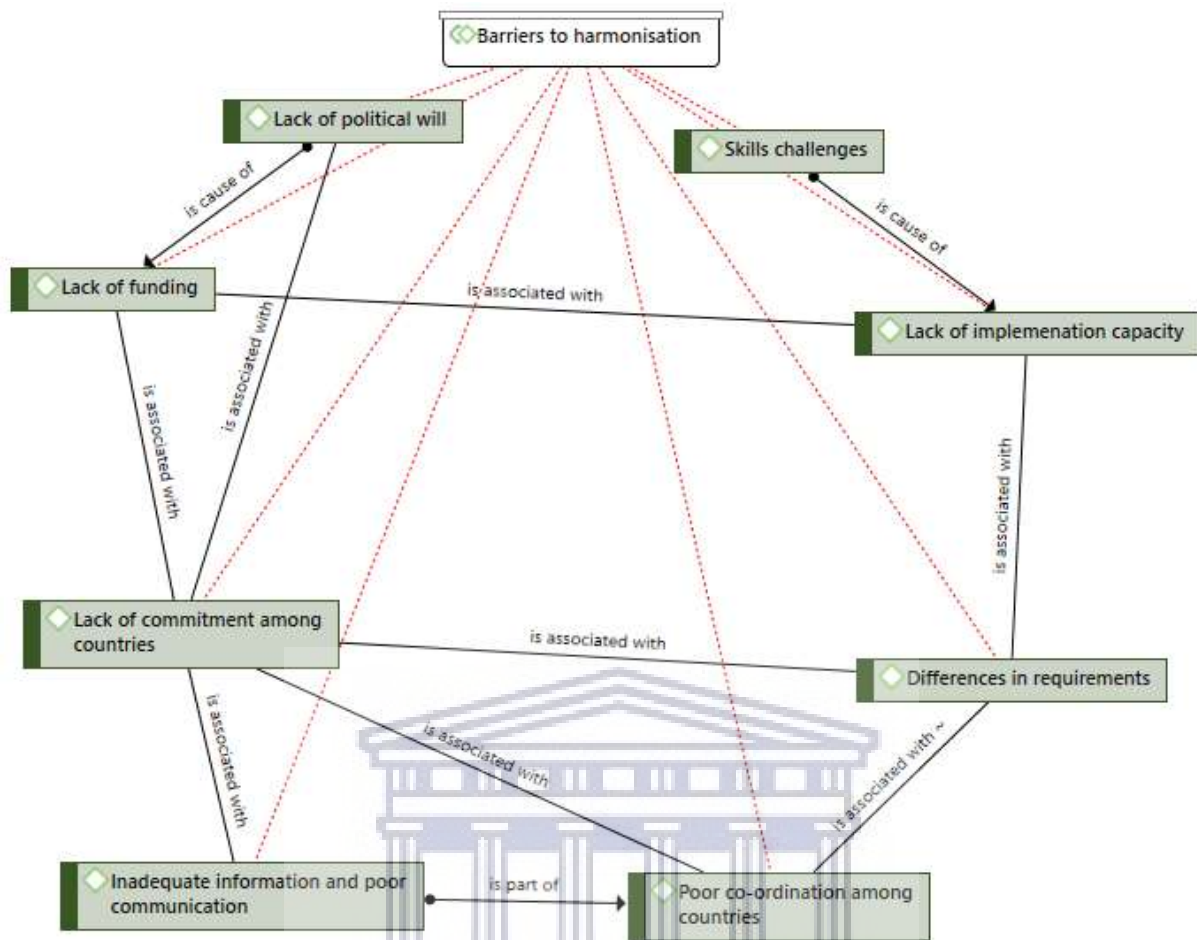 Barriers to harmonisation
Lack of political will
Skills challenges
is cause of
is cause of
Lack of funding
is associated with
Lack of implemenation capacity
is associated with
is associated with
is associated with
Lack of commitment among
countries
is associated with
Differences in requirements
is associated with
is associated with
is associated with ~
Inadequate information and poor
communication
is part of
Poor co-ordination among
countries